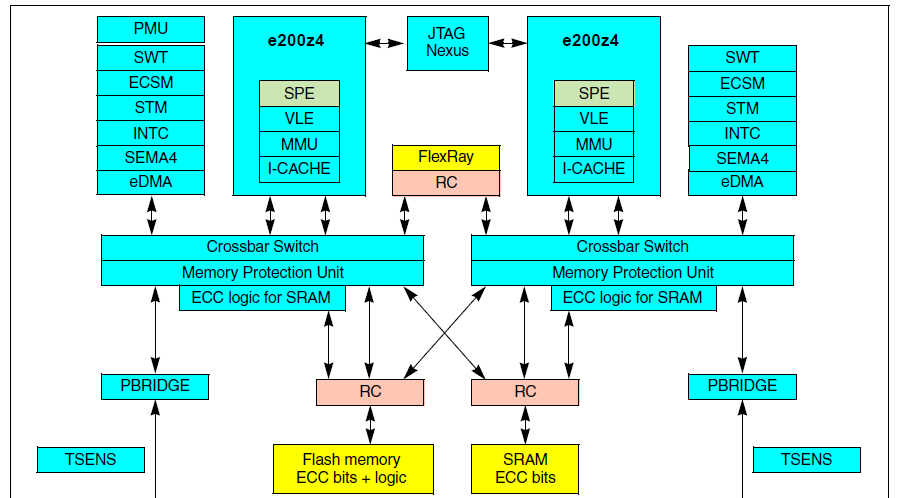 PMU
SWT
ECSM
STM
INTC
SEMA4
eDMA
e200z4
SPE
VLE
MMU
I-CACHE
JTAG
Nexus
FlexRay
RC
e200z4
SPE
VLE
MMU
I-CACHE
SWT
ECSM
STM
INTC
SEMA4
eDMA
Crossbar Switch
Memory Protection Unit
ECC logic for SRAM
Crossbar Switch
Memory Protection Unit
ECC logic for SRAM
PBRIDGE
RC
RC
PBRIDGE
TSENS
Flash memory
ECC bits + logic
SRAM
ECC bits
TSENS